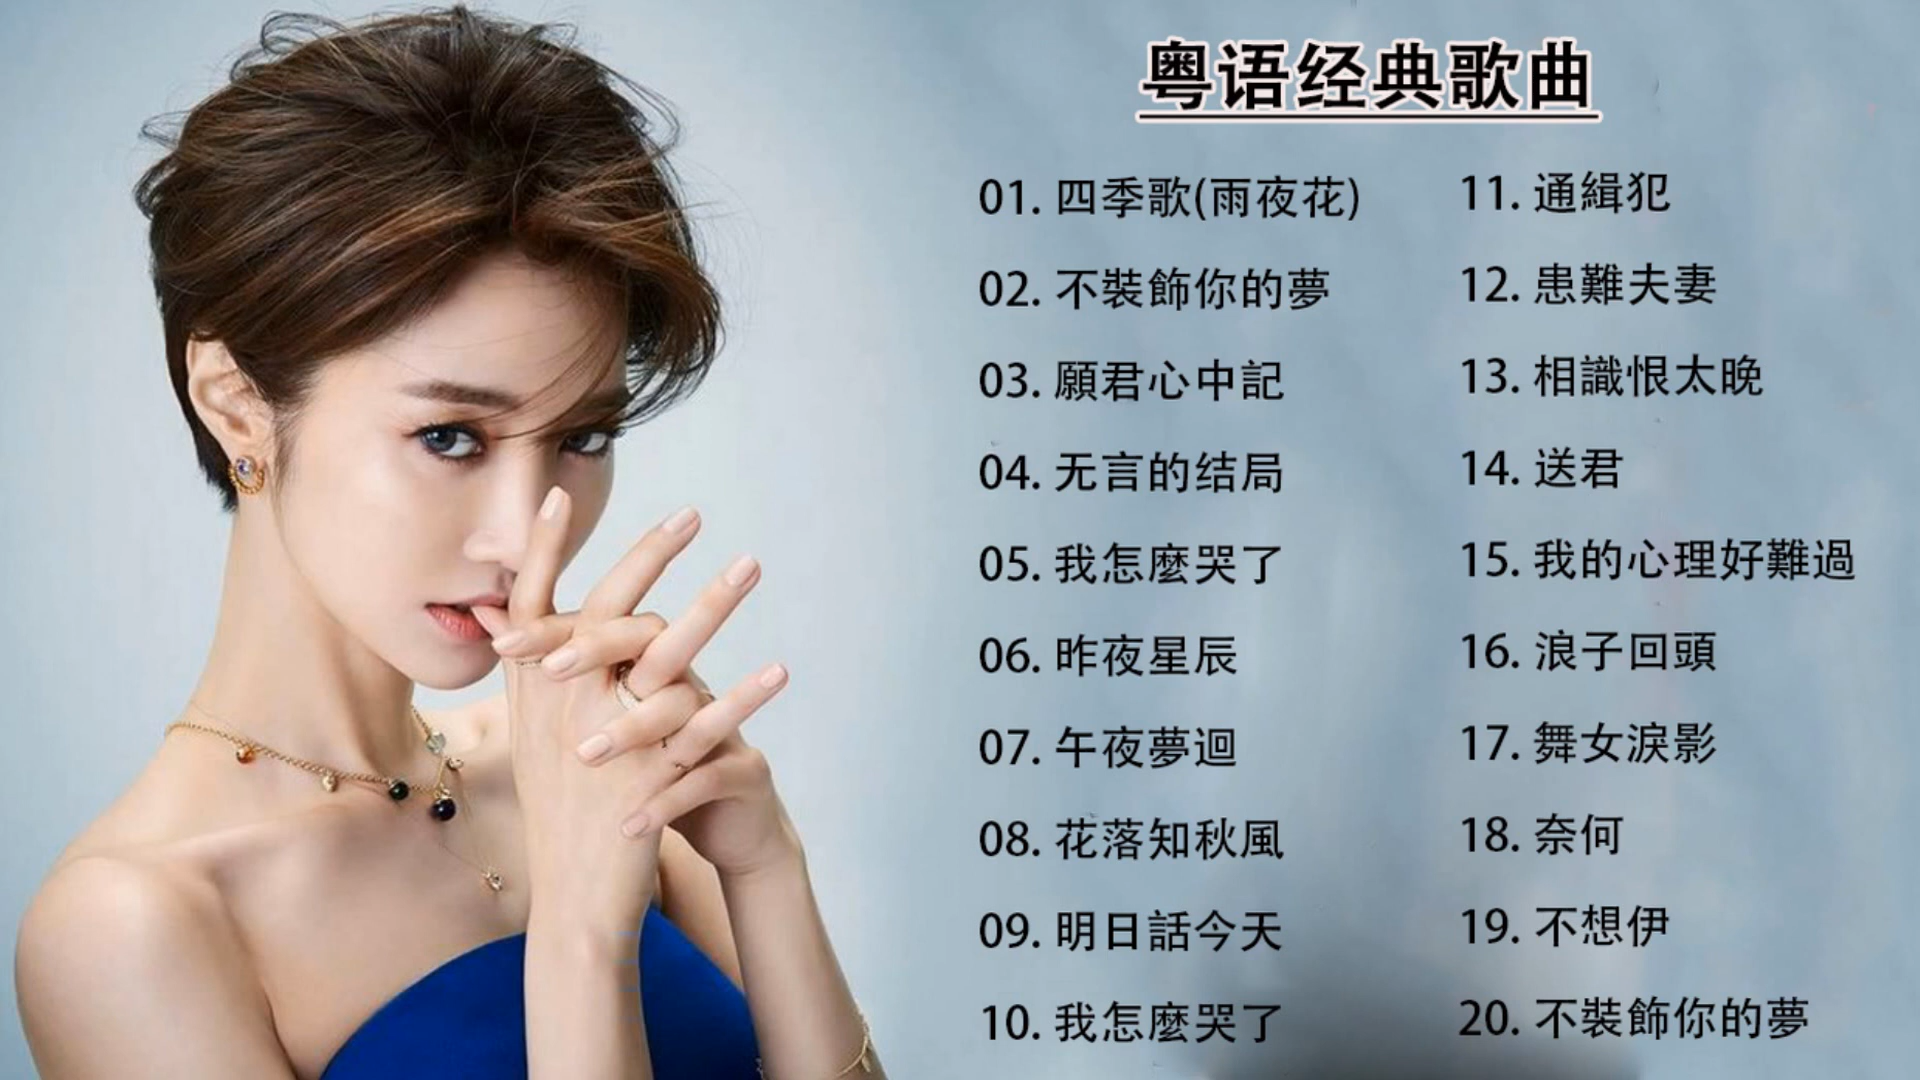 粤语经典歌曲
01. 四季歌(雨夜花)
02. 不裝飾你的夢
03. 願君心中記
04. 无言的结局
05. 我怎麼哭了
06. 昨夜星辰
07. 午夜夢迴
08. 花落知秋風
09. 明日話今天
10. 我怎麼哭了
11. 通緝犯
12. 患難夫妻
13. 相識恨太晚
14. 送君
15. 我的心理好難過
16. 浪子回頭
17. 舞女淚影
18. 奈何
19. 不想伊
20. 不裝飾你的夢